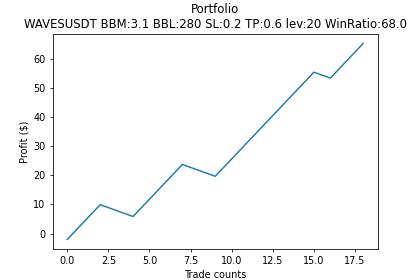 Portfolio
WAVESUSDT BBM:3.1 BBL:280 SL:0.2 TP:0.6 lev:20 WinRatio:68.0
60
50
40
30
20
10
0
Profit ($)
0.0 2.5 5.0 7.5 10.0 12.5 15.0 17.5
Trade counts